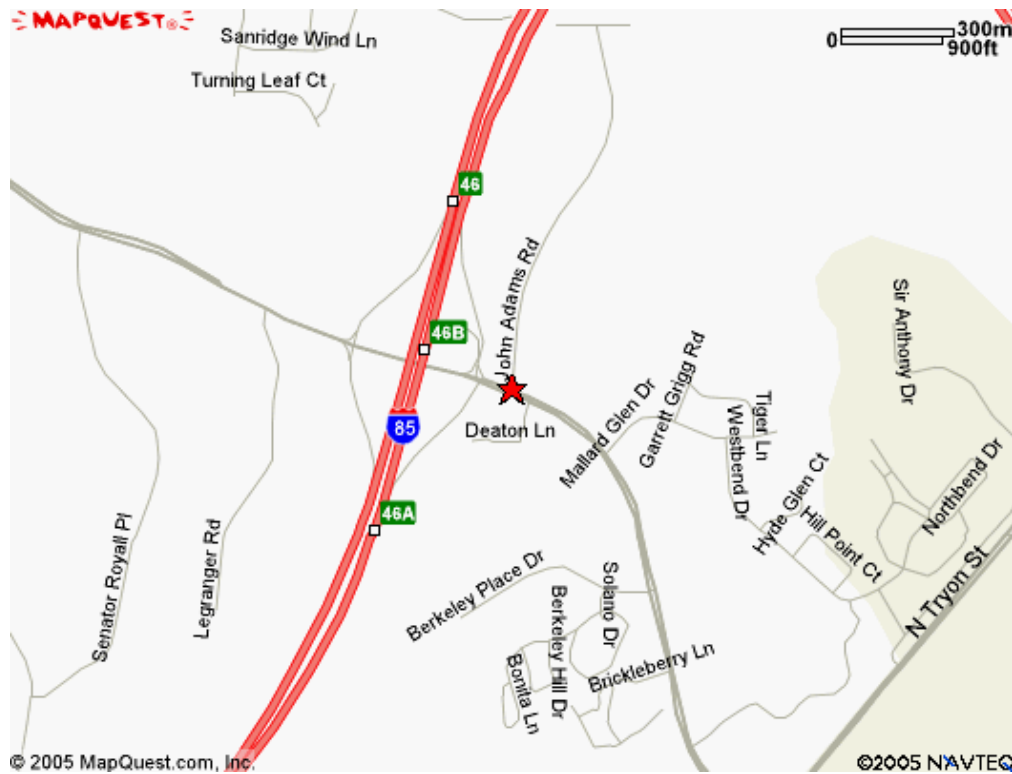 MAPQUEST®
Sanridge Wind Ln
300m
0
900ft
Turning Leaf Ct
46
John Adams Rd
Sir Anthony Dr
46B
85
Deaton Ln
Mallard Glen Dr
Garrett Grigg Rd
Tiger Ln
Westbend Dr
Hyde Glen Ct
Hill Point Ct
Northbend Dr
46A
Senator Royall Pl
Legranger Rd
Berkeley Place Dr
Solano Dr
N Tryon St
Berkeley Hill Dr
Bonita Ln
Brickleberry Ln
© 2005 MapQuest.com, Inc.
©2005 NAVTEQ